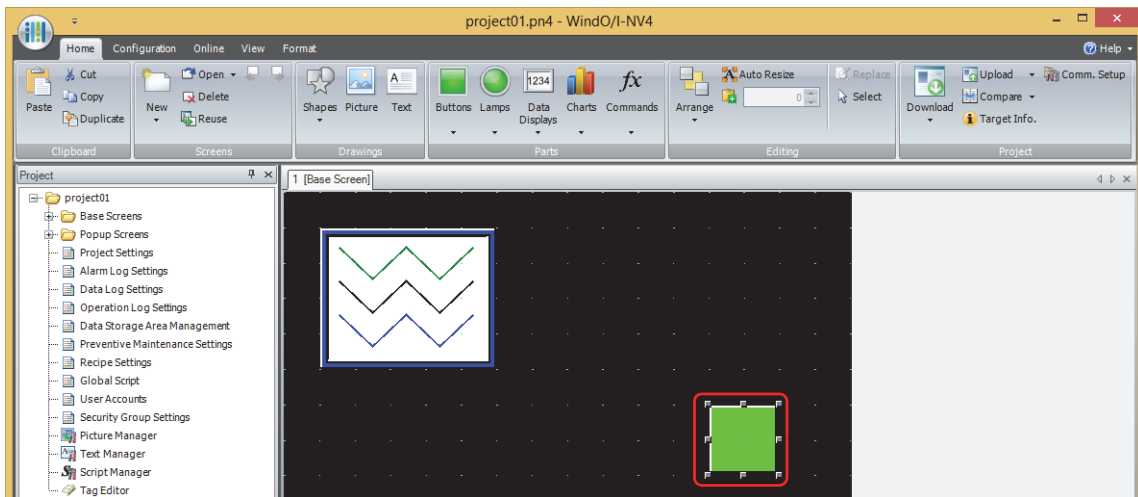 project01.pn4 - WindO/I-NV4
Home Configuration Online View Format Help
Cut Open Auto Resize Replace Upload Comm. Setup
Copy Delete 0 Select Compare
Paste Duplicate New Reuse Shapes Picture Text Buttons Lamps Data Displays Charts Commands Arrange Download Target Info.
1234
A
fx
Clipboard Screens Drawings Parts Editing Project
Project
1 [Base Screen]
project01
Base Screens
Popup Screens
Project Settings
Alarm Log Settings
Data Log Settings
Operation Log Settings
Data Storage Area Management
Preventive Maintenance Settings
Recipe Settings
Global Script
User Accounts
Security Group Settings
Picture Manager
Text Manager
Script Manager
Tag Editor